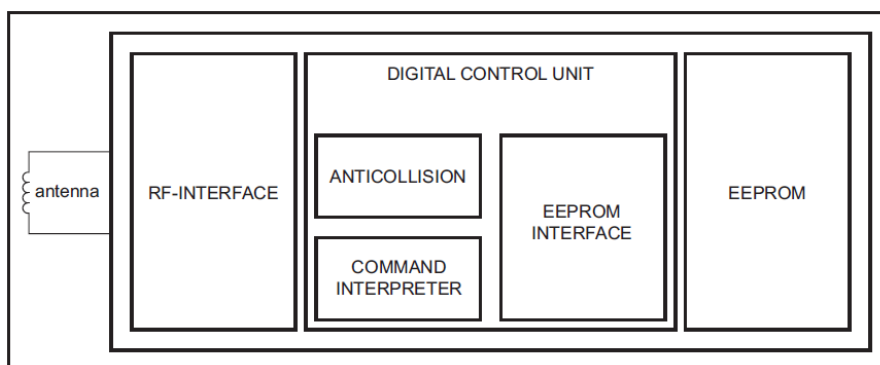 DIGITAL CONTROL UNIT
antenna
RF-INTERFACE
ANTICOLLISION
COMMAND
INTERPRETER
EEPROM
INTERFACE
EEPROM